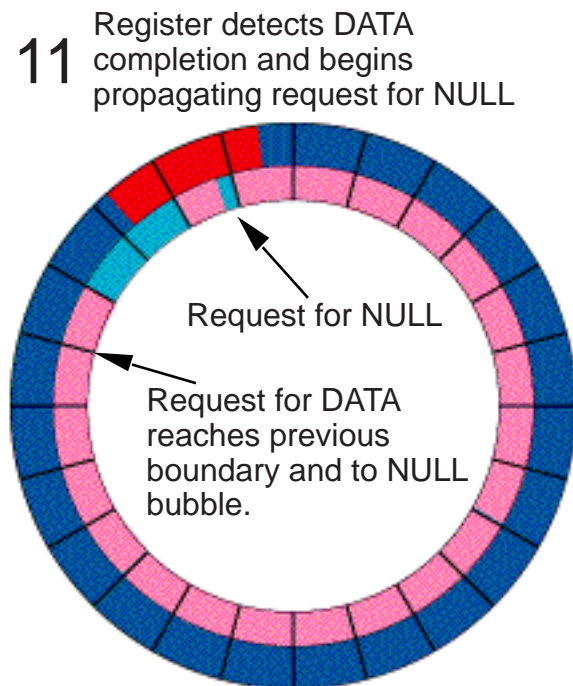 11
Register detects DATA
completion and begins
propagating request for NULL
Request for NULL
Request for DATA
reaches previous
boundary and to NULL
bubble.